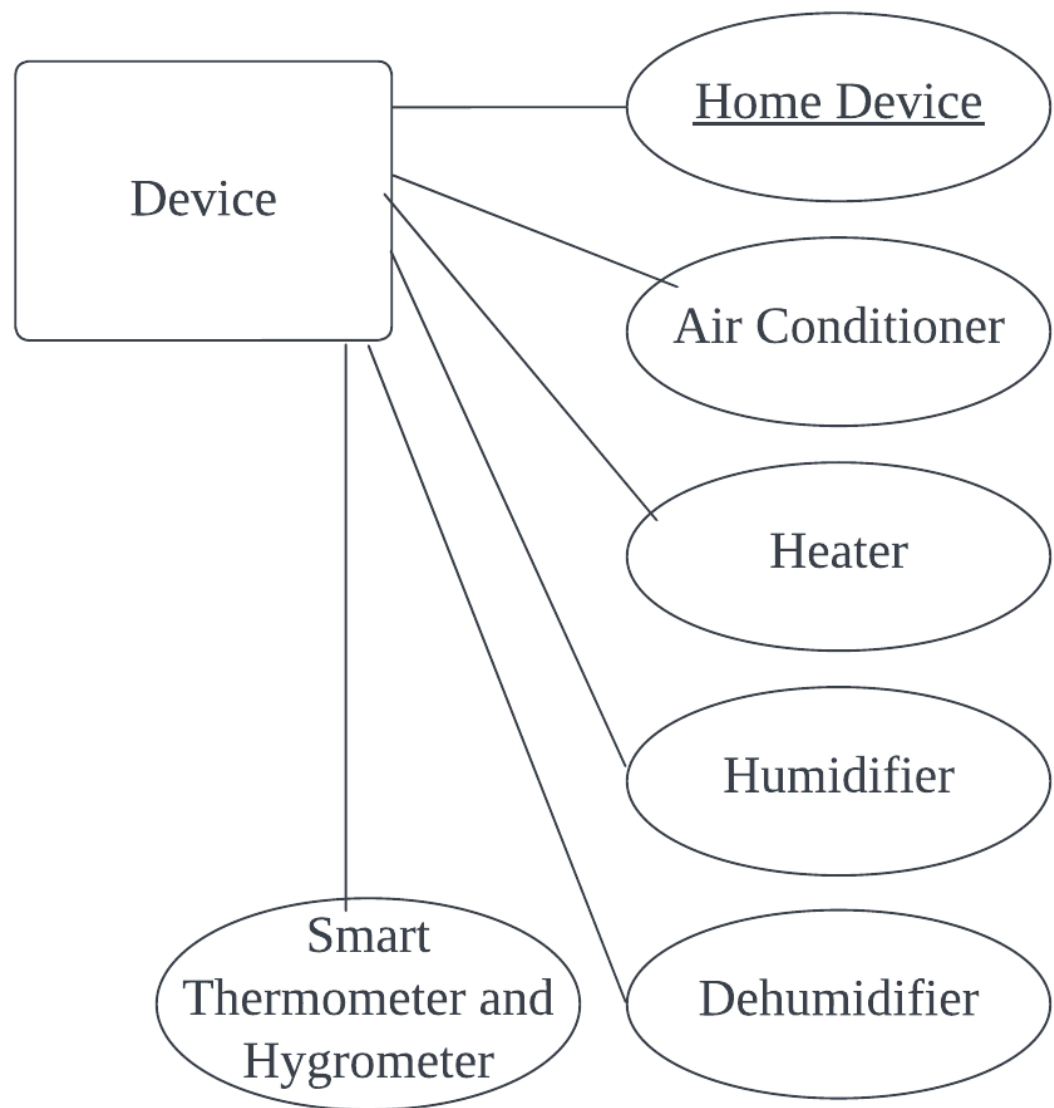 Home Device
Device
Air Conditioner
Heater
Humidifier
Smart
Thermometer and
Hygrometer
Dehumidifier